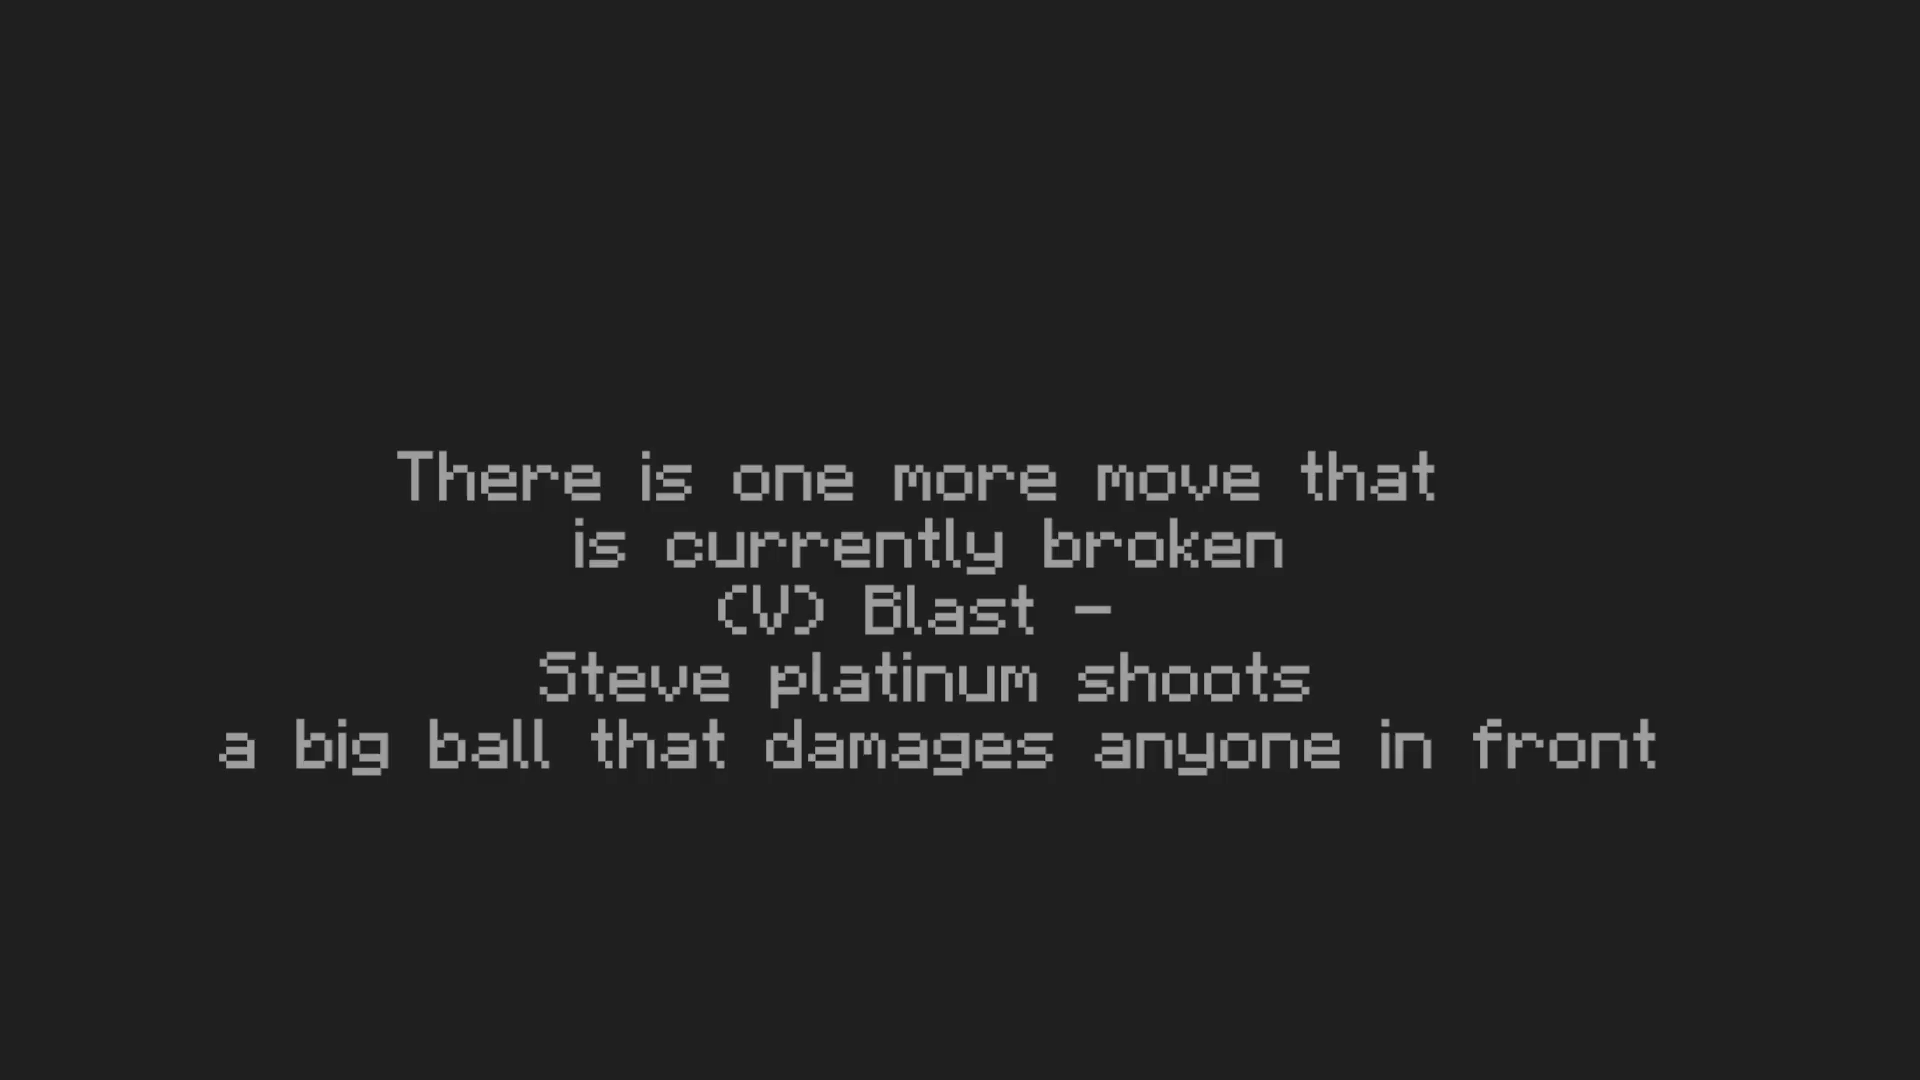 There is one more move that
is currently broken
(V) Blast -
Steve platinum shoots
a big ball that damages anyone in front